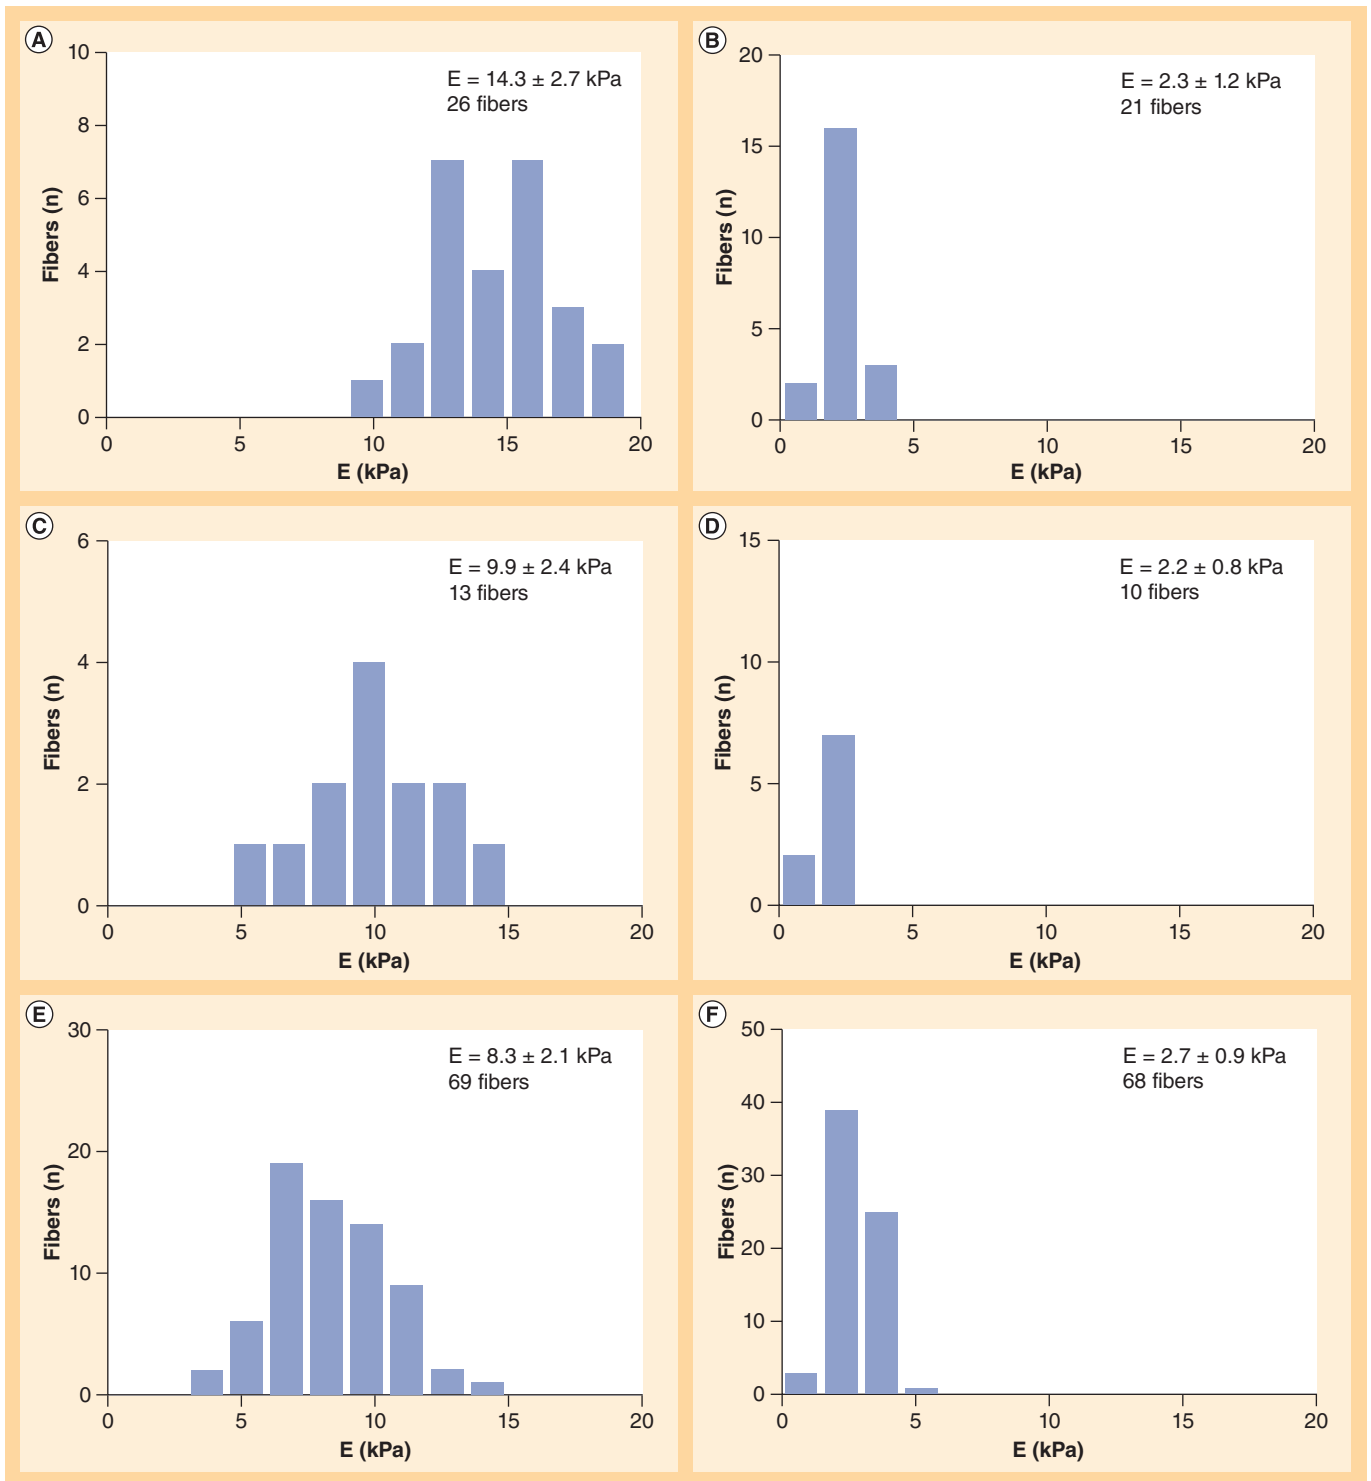 A
10
8
6
4
2
0
Fibers (n)
E = 14.3 ± 2.7 kPa
26 fibers
0 5 10 15 20
E (kPa)
B
20
15
10
5
0
Fibers (n)
E = 2.3 ± 1.2 kPa
21 fibers
0 5 10 15 20
E (kPa)
C
6
4
2
0
Fibers (n)
E = 9.9 ± 2.4 kPa
13 fibers
0 5 10 15 20
E (kPa)
D
15
10
5
0
Fibers (n)
E = 2.2 ± 0.8 kPa
10 fibers
0 5 10 15 20
E (kPa)
E
30
20
10
0
Fibers (n)
E = 8.3 ± 2.1 kPa
69 fibers
0 5 10 15 20
E (kPa)
F
50
40
30
20
10
0
Fibers (n)
E = 2.7 ± 0.9 kPa
68 fibers
0 5 10 15 20
E (kPa)